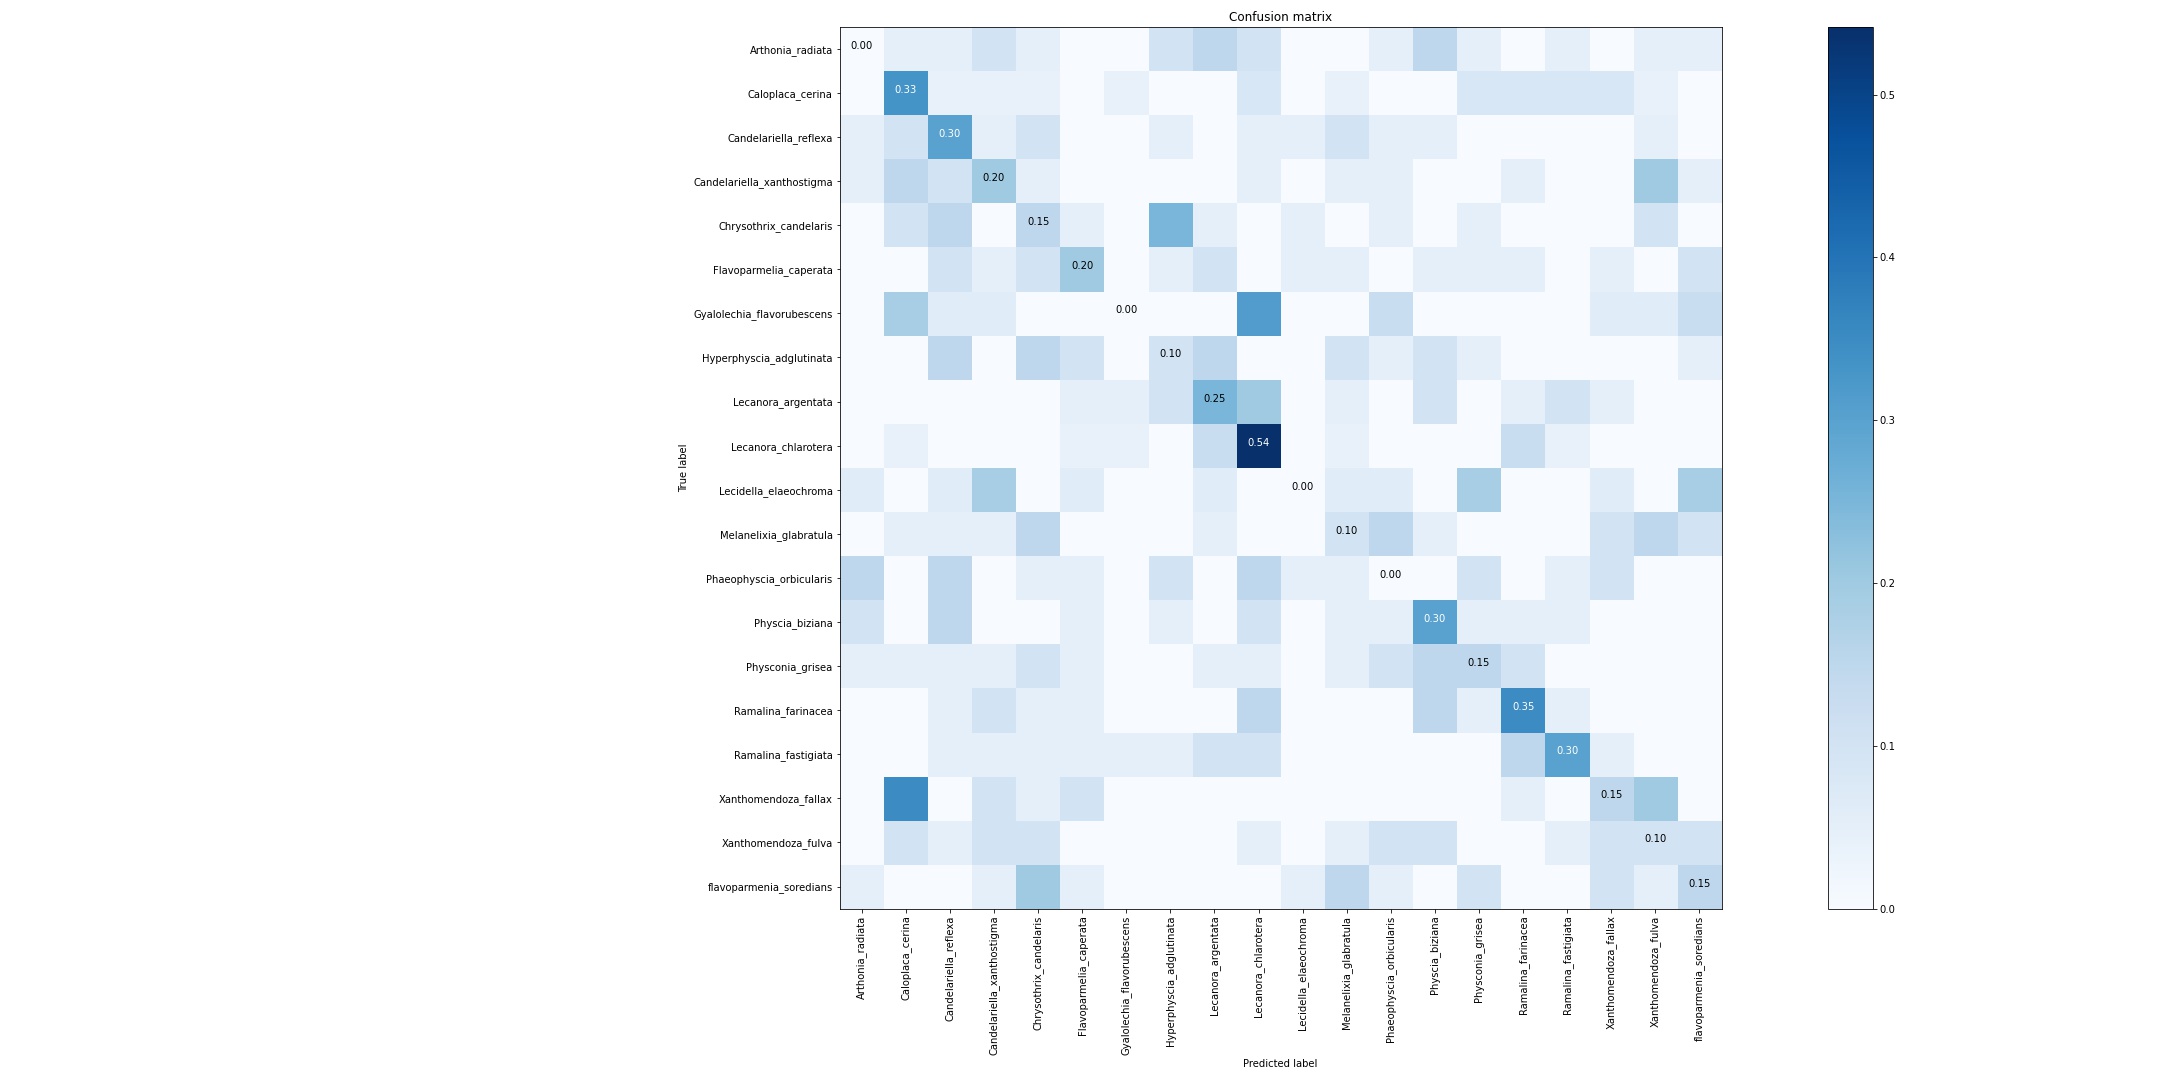 Confusion matrix
Arthonia_radiata
0.00
Caloplaca_cerina
0.33
Candelariella_reflexa
0.30
Candelariella_xanthostigma
0.20
Chrysothrix_candelaris
0.15
Flavoparmelia_caperata
0.20
Gyalolechia_flavorubescens
0.00
Hyperphyscia_adglutinata
0.10
Lecanora_argentata
0.25
Lecanora_chlarotera
0.54
Lecidella_elaeochroma
0.00
Melanelixia_glabratula
0.10
Phaeophyscia_orbicularis
0.00
Physcia_biziana
0.30
Physconia_grisea
0.15
Ramalina_farinacea
0.35
Ramalina_fastigiata
0.30
Xanthomendoza_fallax
0.15
Xanthomendoza_fulva
0.10
flavoparmenia_soredians
0.15
True label
Arthonia_radiata
Caloplaca_cerina
Candelariella_reflexa
Candelariella_xanthostigma
Chrysothrix_candelaris
Flavoparmelia_caperata
Gyalolechia_flavorubescens
Hyperphyscia_adglutinata
Lecanora_argentata
Lecanora_chlarotera
Lecidella_elaeochroma
Melanelixia_glabratula
Phaeophyscia_orbicularis
Physcia_biziana
Physconia_grisea
Ramalina_farinacea
Ramalina_fastigiata
Xanthomendoza_fallax
Xanthomendoza_fulva
flavoparmenia_soredians
Predicted label
0.5
0.4
0.3
0.2
0.1
0.0